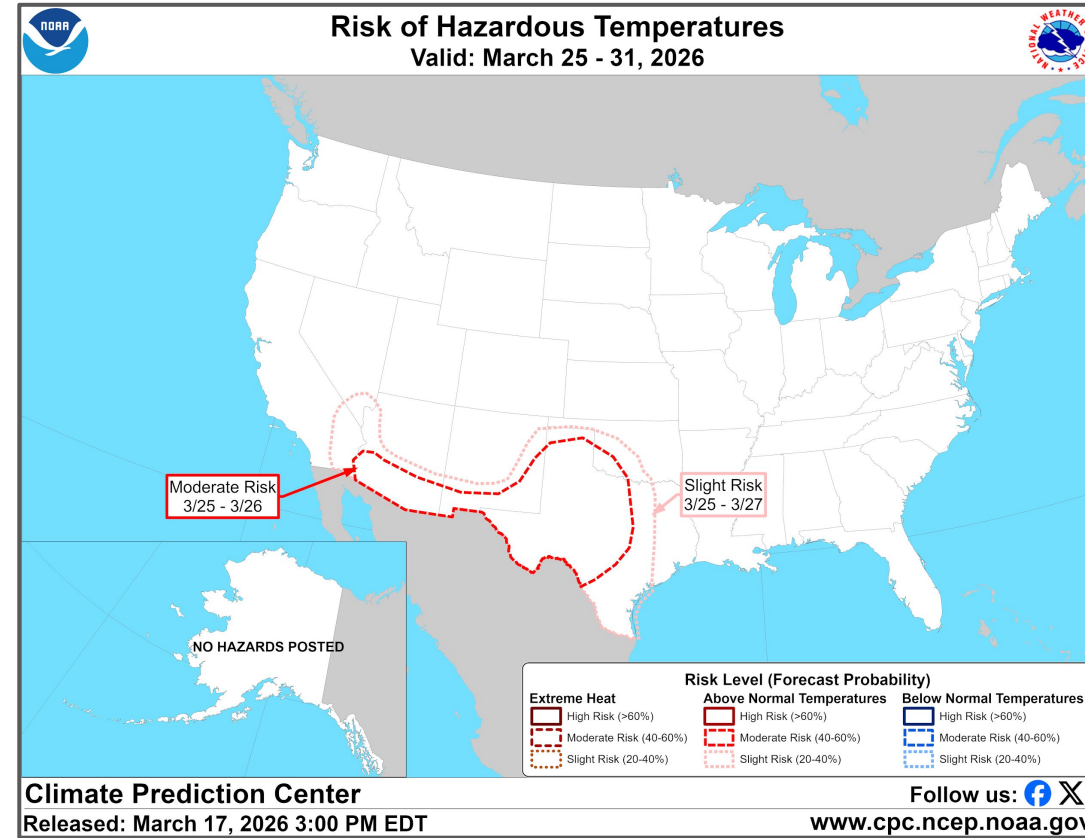 NOAA
Risk of Hazardous Temperatures
Valid: March 25 - 31, 2026
NATIONAL WEATHER SERVICE
Moderate Risk
3/25 - 3/26
Slight Risk
3/25 - 3/27
NO HAZARDS POSTED
Risk Level (Forecast Probability)
Extreme Heat
High Risk (>60%)
Moderate Risk (40-60%)
Slight Risk (20-40%)
Above Normal Temperatures
High Risk (>60%)
Moderate Risk (40-60%)
Slight Risk (20-40%)
Below Normal Temperatures
High Risk (>60%)
Moderate Risk (40-60%)
Slight Risk (20-40%)
Climate Prediction Center
Follow us:
Released: March 17, 2026 3:00 PM EDT
www.cpc.ncep.noaa.gov